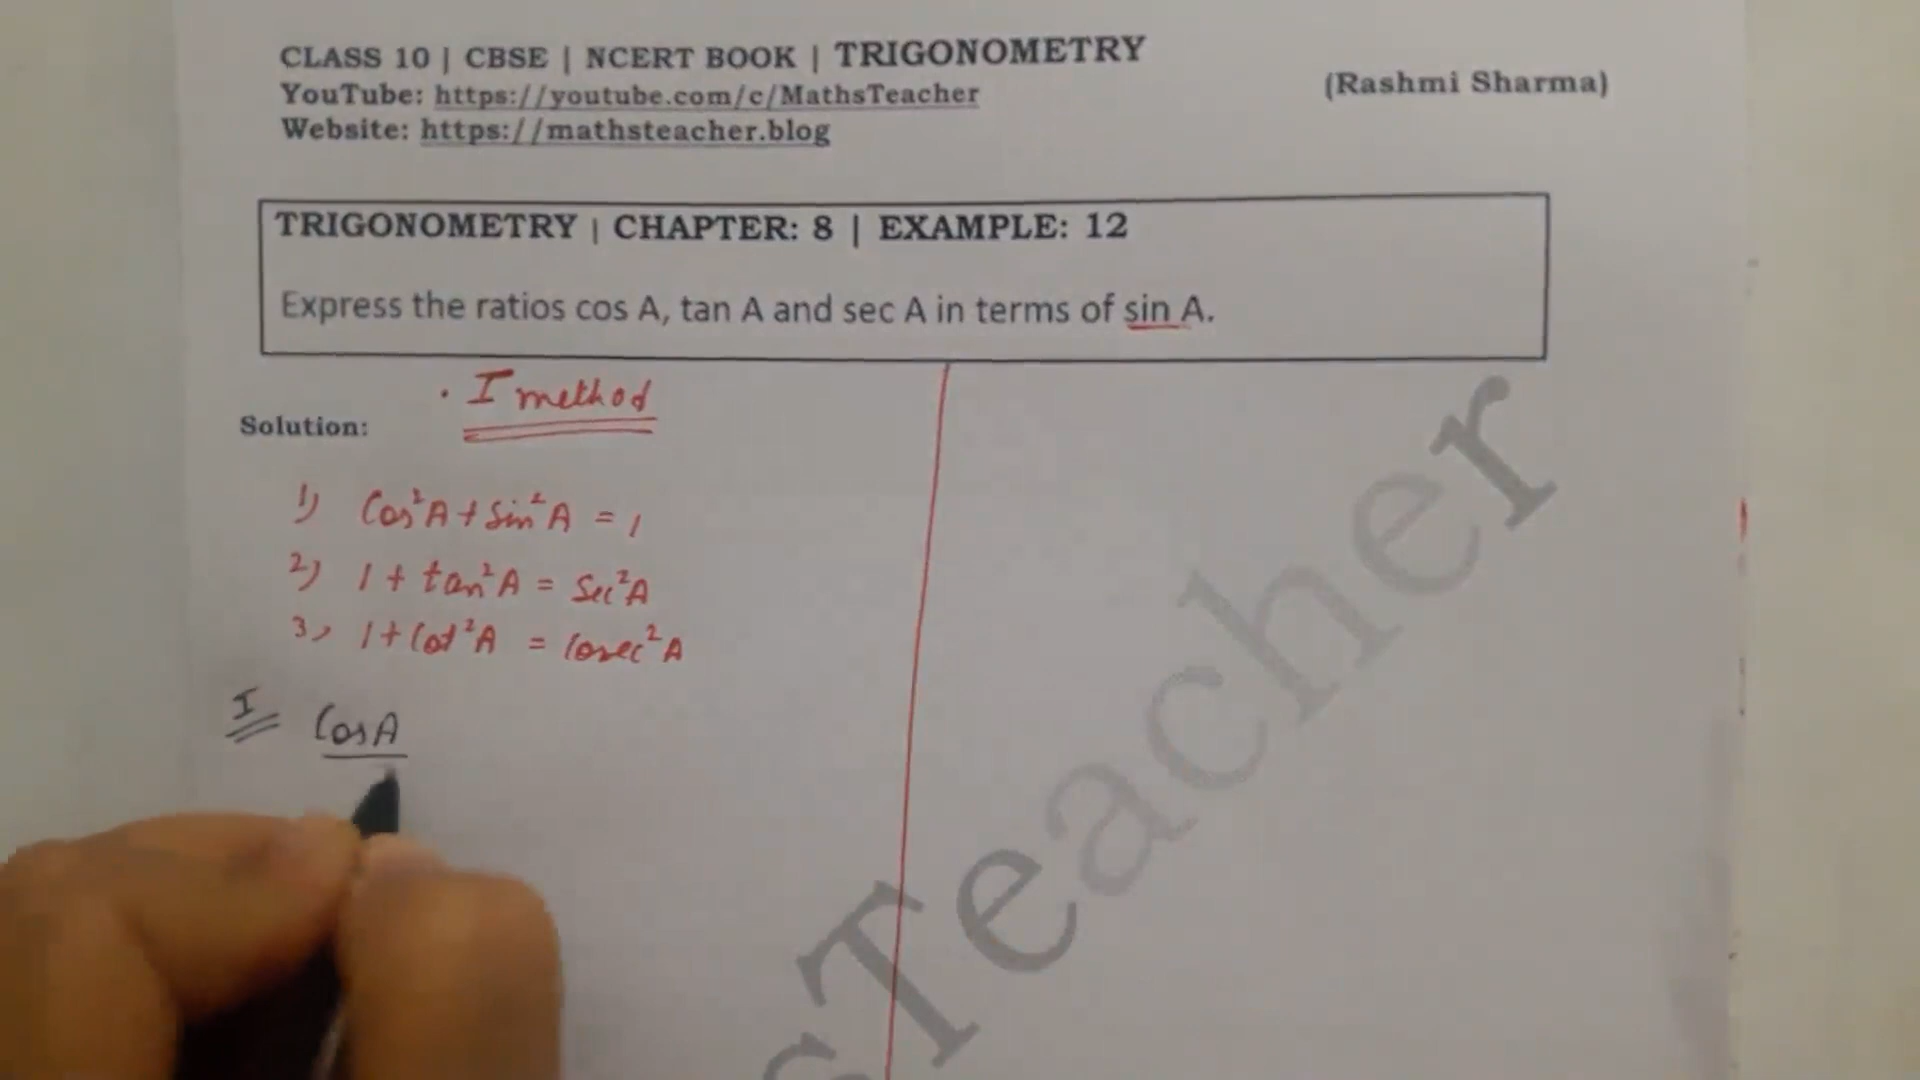 CLASS 10 | CBSE | NCERT BOOK | TRIGONOMETRY
YouTube: https://youtube.com/c/MathsTeacher
(Rashmi Sharma)
Website: https://mathsteacher.blog
TRIGONOMETRY | CHAPTER: 8 | EXAMPLE: 12
Express the ratios cos A, tan A and sec A in terms of sin A.
I method
Solution:
1) Cos²A + Sin²A = 1
2) 1 + tan²A = Sec²A
3) 1 + Cot²A = Cosec²A
I CosA
sTeacher